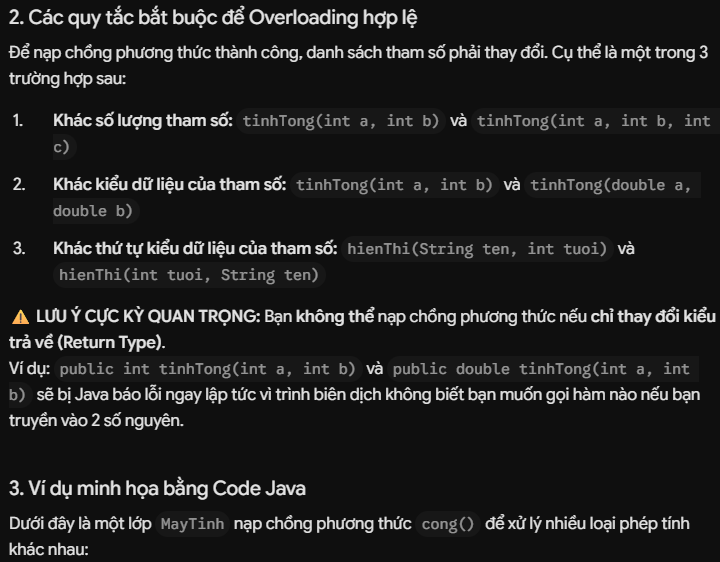 2. Các quy tắc bắt buộc để Overloading hợp lệ
Để nạp chồng phương thức thành công, danh sách tham số phải thay đổi. Cụ thể là một trong 3
trường hợp sau:
1. Khác số lượng tham số: tinhTong(int a, int b) và tinhTong(int a, int b, int
c)
2. Khác kiểu dữ liệu của tham số: tinhTong(int a, int b) và tinhTong(double a,
double b)
3. Khác thứ tự kiểu dữ liệu của tham số: hienThi(String ten, int tuoi) và
hienThi(int tuoi, String ten)
⚠️ LƯU Ý CỰC KỲ QUAN TRỌNG: Bạn không thể nạp chồng phương thức nếu chỉ thay đổi kiểu
trả về (Return Type).
Ví dụ: public int tinhTong(int a, int b) và public double tinhTong(int a, int
b) sẽ bị Java báo lỗi ngay lập tức vì trình biên dịch không biết bạn muốn gọi hàm nào nếu bạn
truyền vào 2 số nguyên.
3. Ví dụ minh họa bằng Code Java
Dưới đây là một lớp MayTinh nạp chồng phương thức cong() để xử lý nhiều loại phép tính
khác nhau: